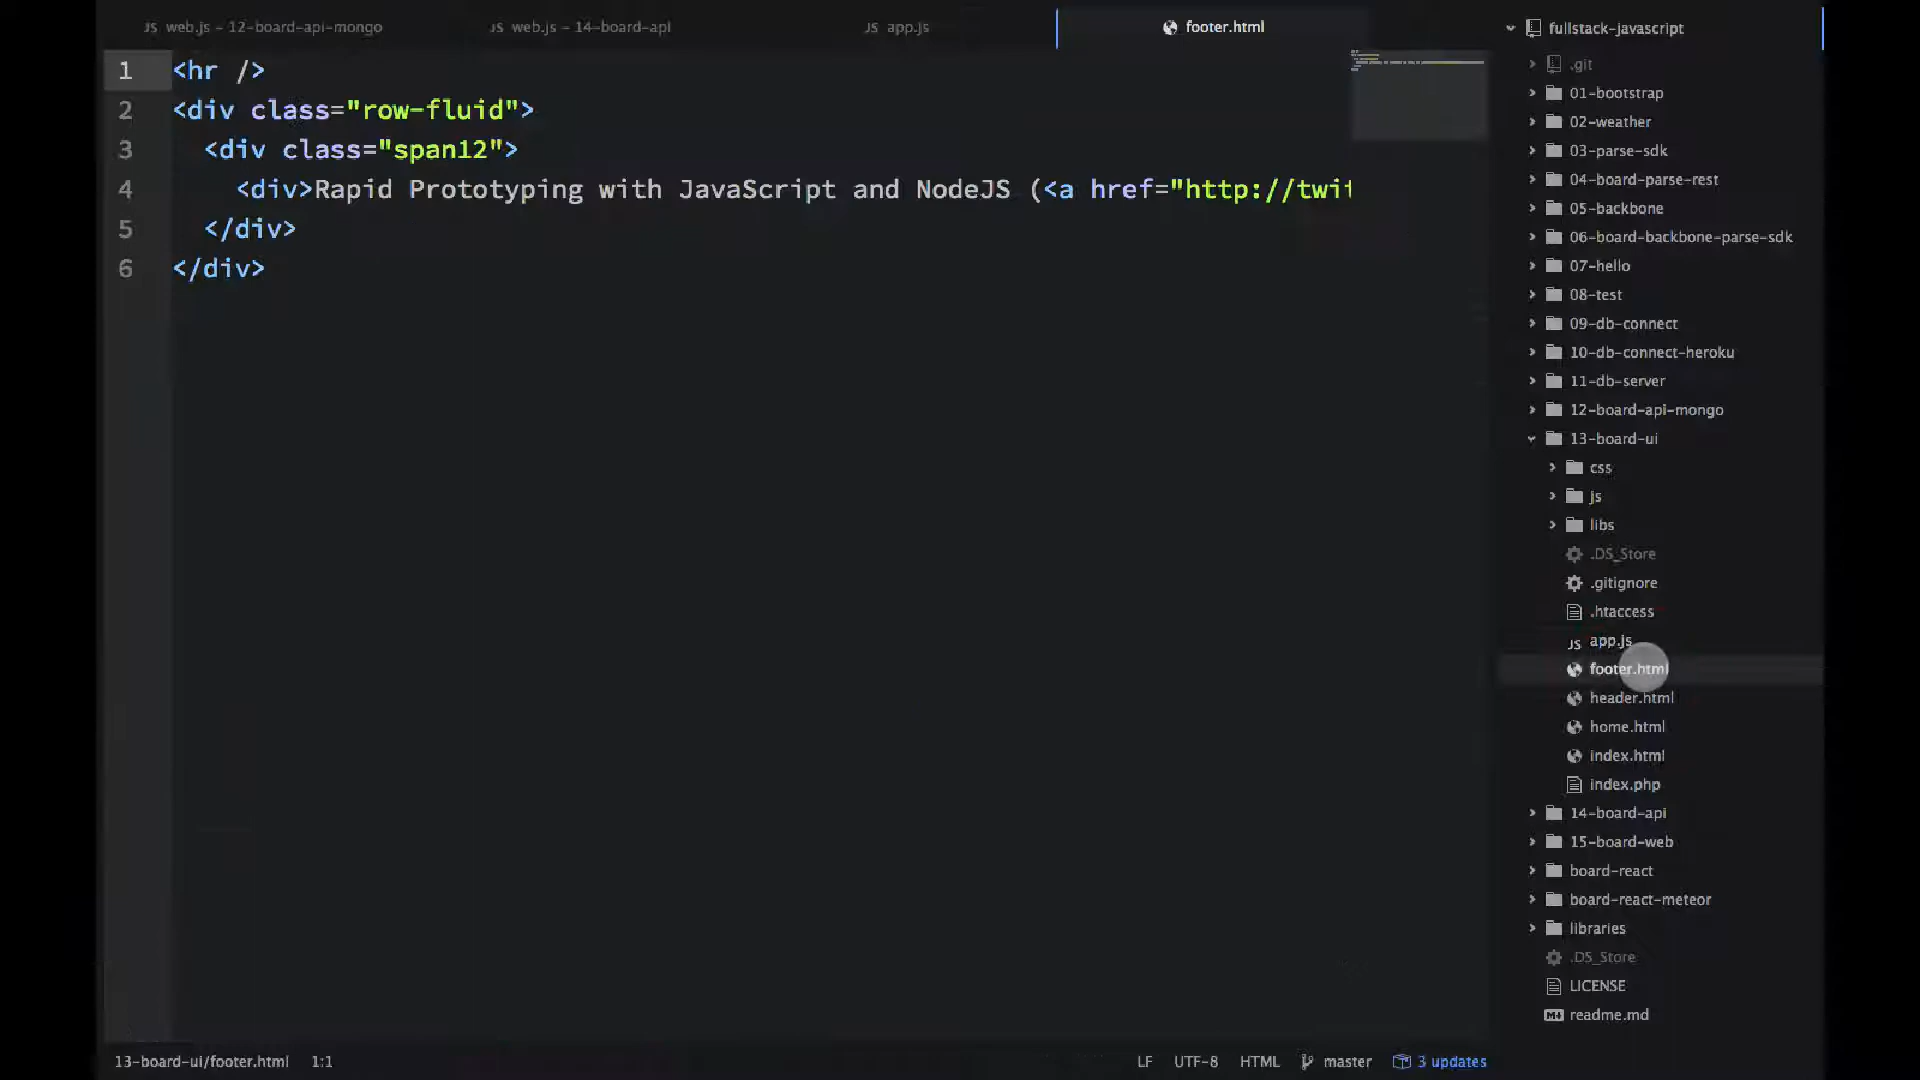 web.js – 12-board-api-mongo
web.js – 14-board-api
app.js
footer.html
1 <hr />
2 <div class="row-fluid">
3 <div class="span12">
4 <div>Rapid Prototyping with JavaScript and NodeJS (<a href="http://twit
5 </div>
6 </div>
fullstack-javascript
.git
01-bootstrap
02-weather
03-parse-sdk
04-board-parse-rest
05-backbone
06-board-backbone-parse-sdk
07-hello
08-test
09-db-connect
10-db-connect-heroku
11-db-server
12-board-api-mongo
13-board-ui
css
js
libs
.DS_Store
.gitignore
.htaccess
JS app.js
footer.html
header.html
home.html
index.html
index.php
14-board-api
15-board-web
board-react
board-react-meteor
libraries
.DS_Store
LICENSE
readme.md
13-board-ui/footer.html 1:1
LF UTF-8 HTML master 3 updates